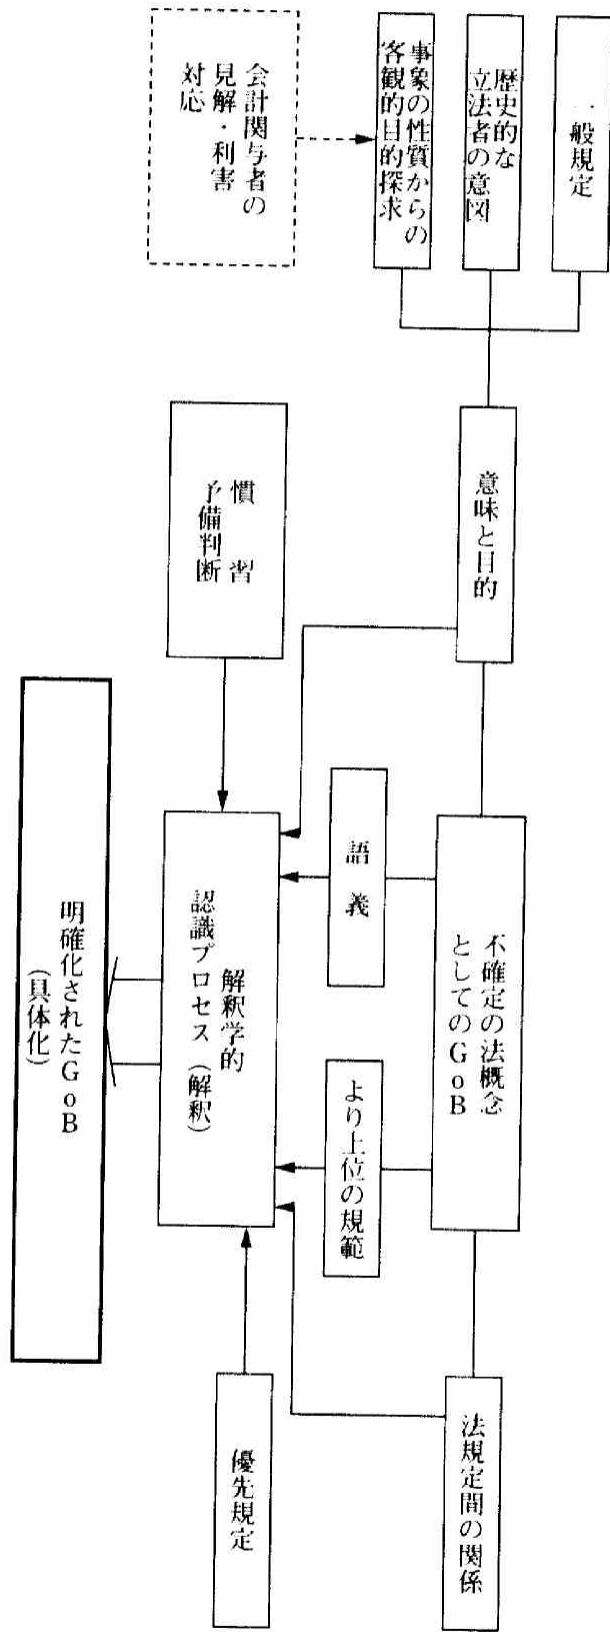 一般規定
歴史的な
立法者の意図
事象の性質からの
客観的目的探求
会計関与者の
見解・利害
対応
意味と目的
慣習
予備判断
不確定の法概念
としてのGoB
語義
より上位の規範
解釈学的
認識プロセス（解釈）
明確化されたGoB
（具体化）
法規定間の関係
優先規定